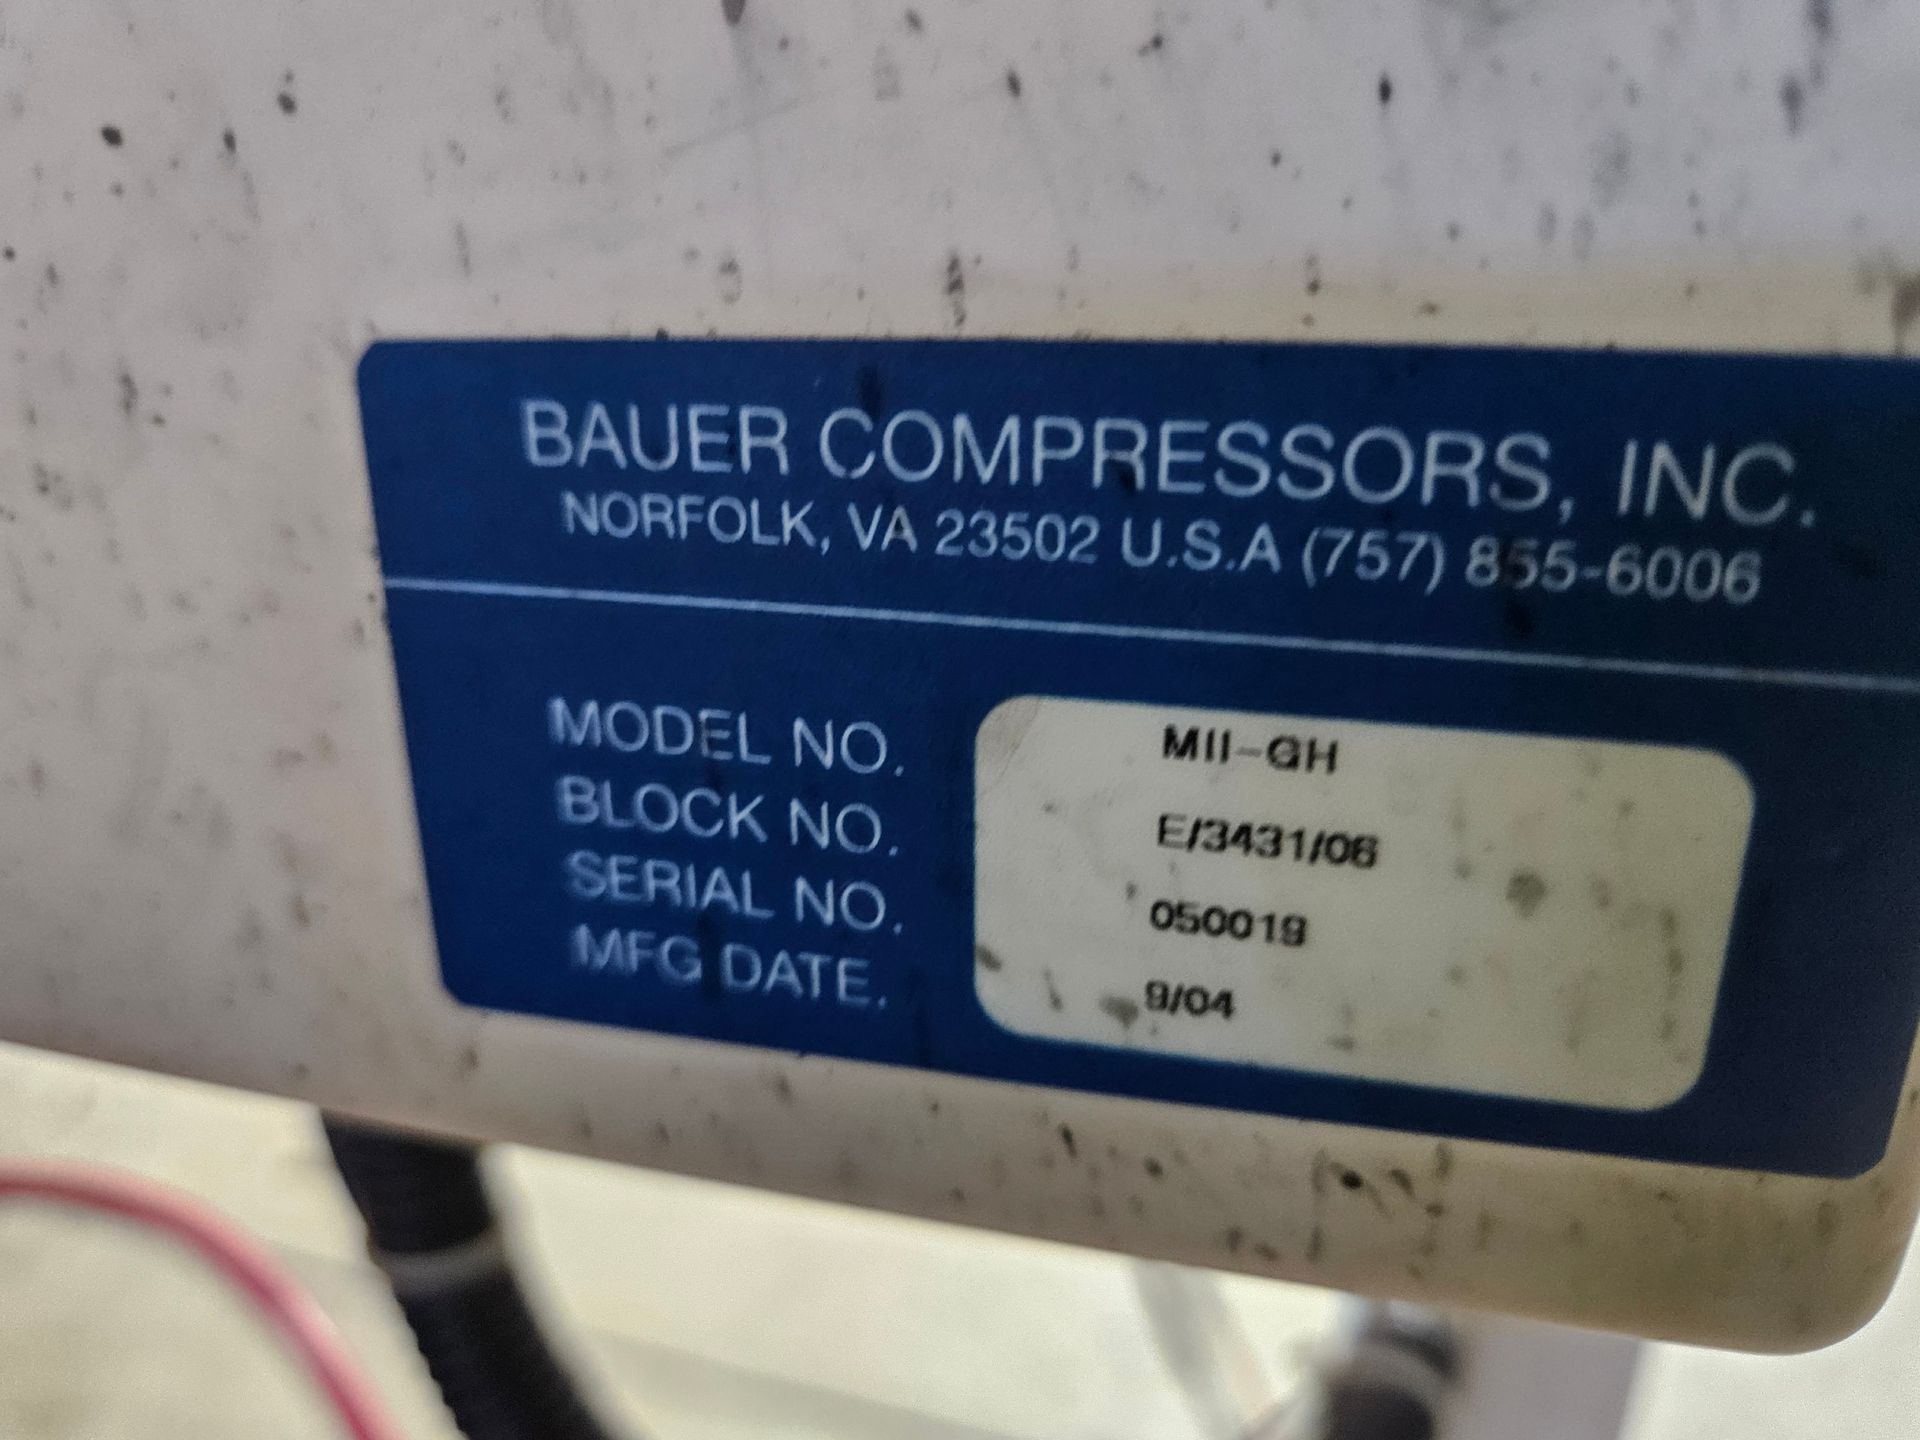 BAUER COMPRESSORS, INC.
NORFOLK, VA 23502 U.S.A (757) 855-6006
MODEL NO. MII-GH
BLOCK NO. E/3431/06
SERIAL NO. 050019
MFG DATE. 9/04